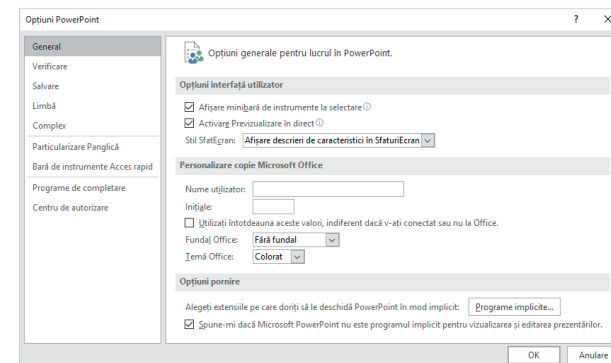 Opțiuni PowerPoint
? ×
General
Verificare
Salvare
Limbă
Complex
Particularizare Panglică
Bară de instrumente Acces rapid
Programe de completare
Centru de autorizare
Opțiuni generale pentru lucrul în PowerPoint.
Opțiuni interfață utilizator
Afișare minibară de instrumente la selectare
Activare Previzualizare în direct
Stil SfatEcran: Afișare descrieri de caracteristici în SfaturiEcran
Personalizare copie Microsoft Office
Nume utilizator:
Inițiale:
Utilizați întotdeauna aceste valori, indiferent dacă v-ați conectat sau nu la Office.
Fundal Office: Fără fundal
Temă Office: Colorat
Opțiuni pornire
Alegeți extensiile pe care doriți să le deschidă PowerPoint în mod implicit: Programe implicite...
Spune-mi dacă Microsoft PowerPoint nu este programul implicit pentru vizualizarea și editarea prezentărilor.
OK Anulare